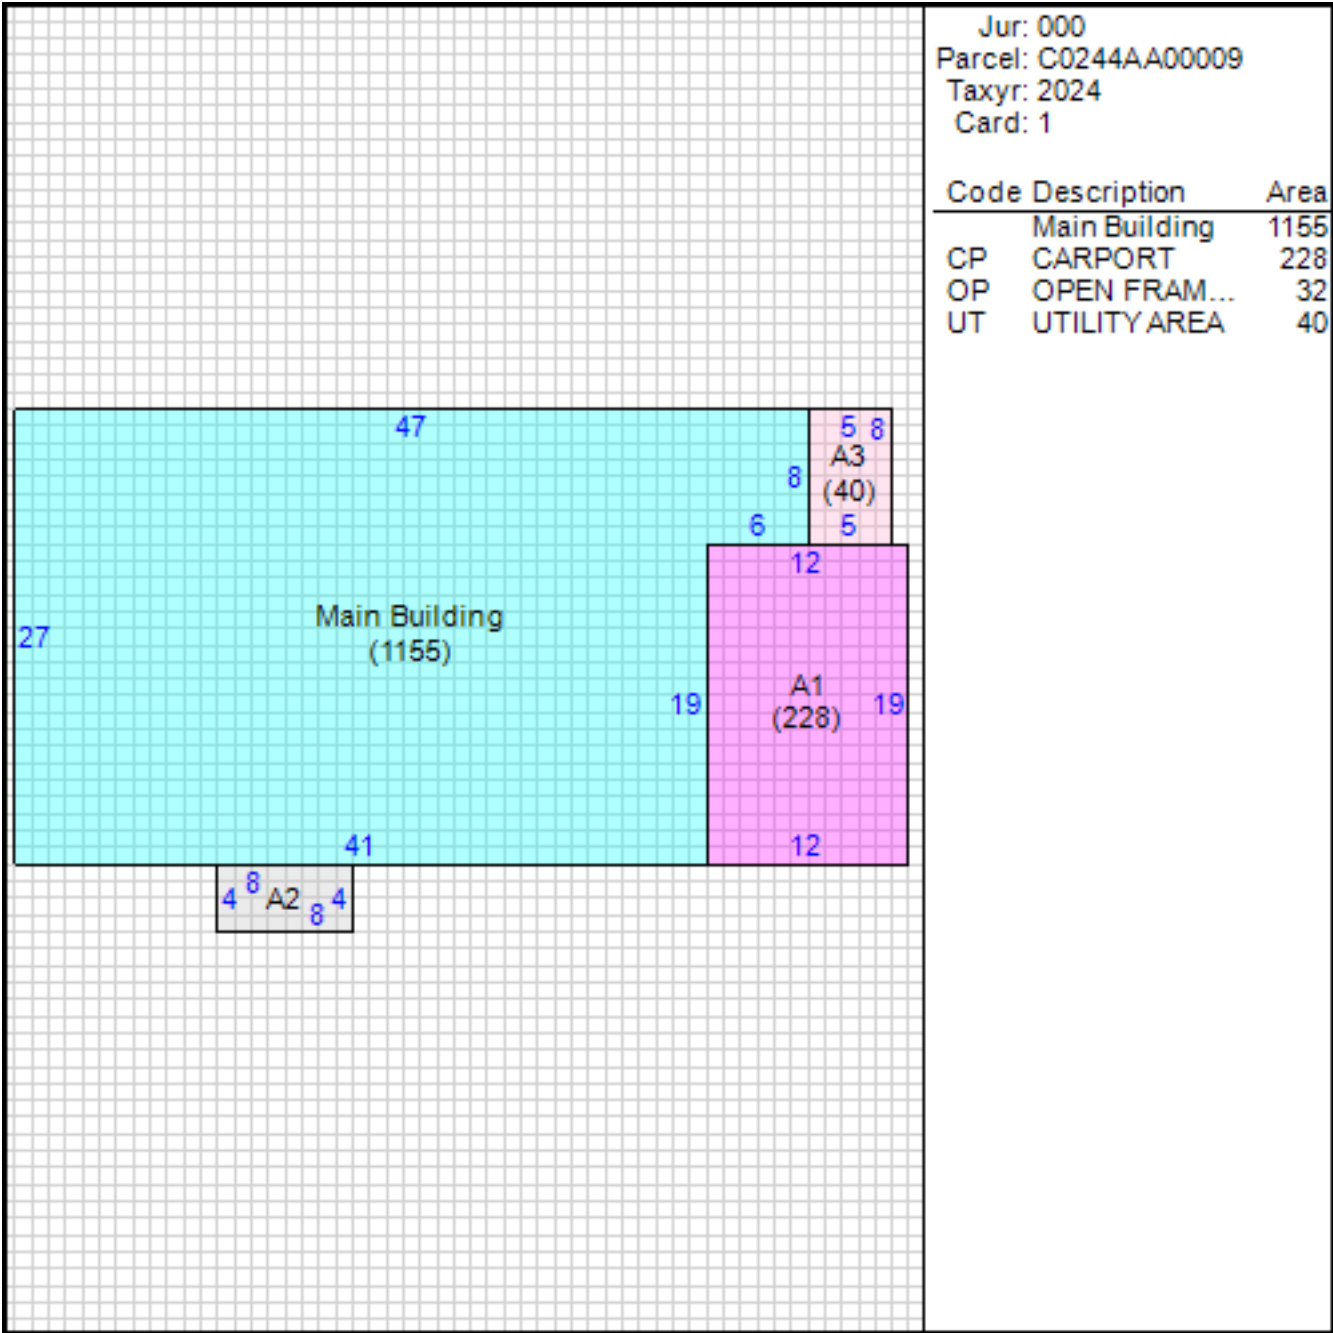 Jur: 000
Parcel: C0244AA00009
Taxyr: 2024
Card: 1
Code Description Area
Main Building 1155
CP CARPORT 228
OP OPEN FRAM... 32
UT UTILITY AREA 40
47
5 8
A3
8
(40)
6 5
12
Main Building
(1155)
27
A1
19 19
(228)
41 12
8
4 A2 4
8